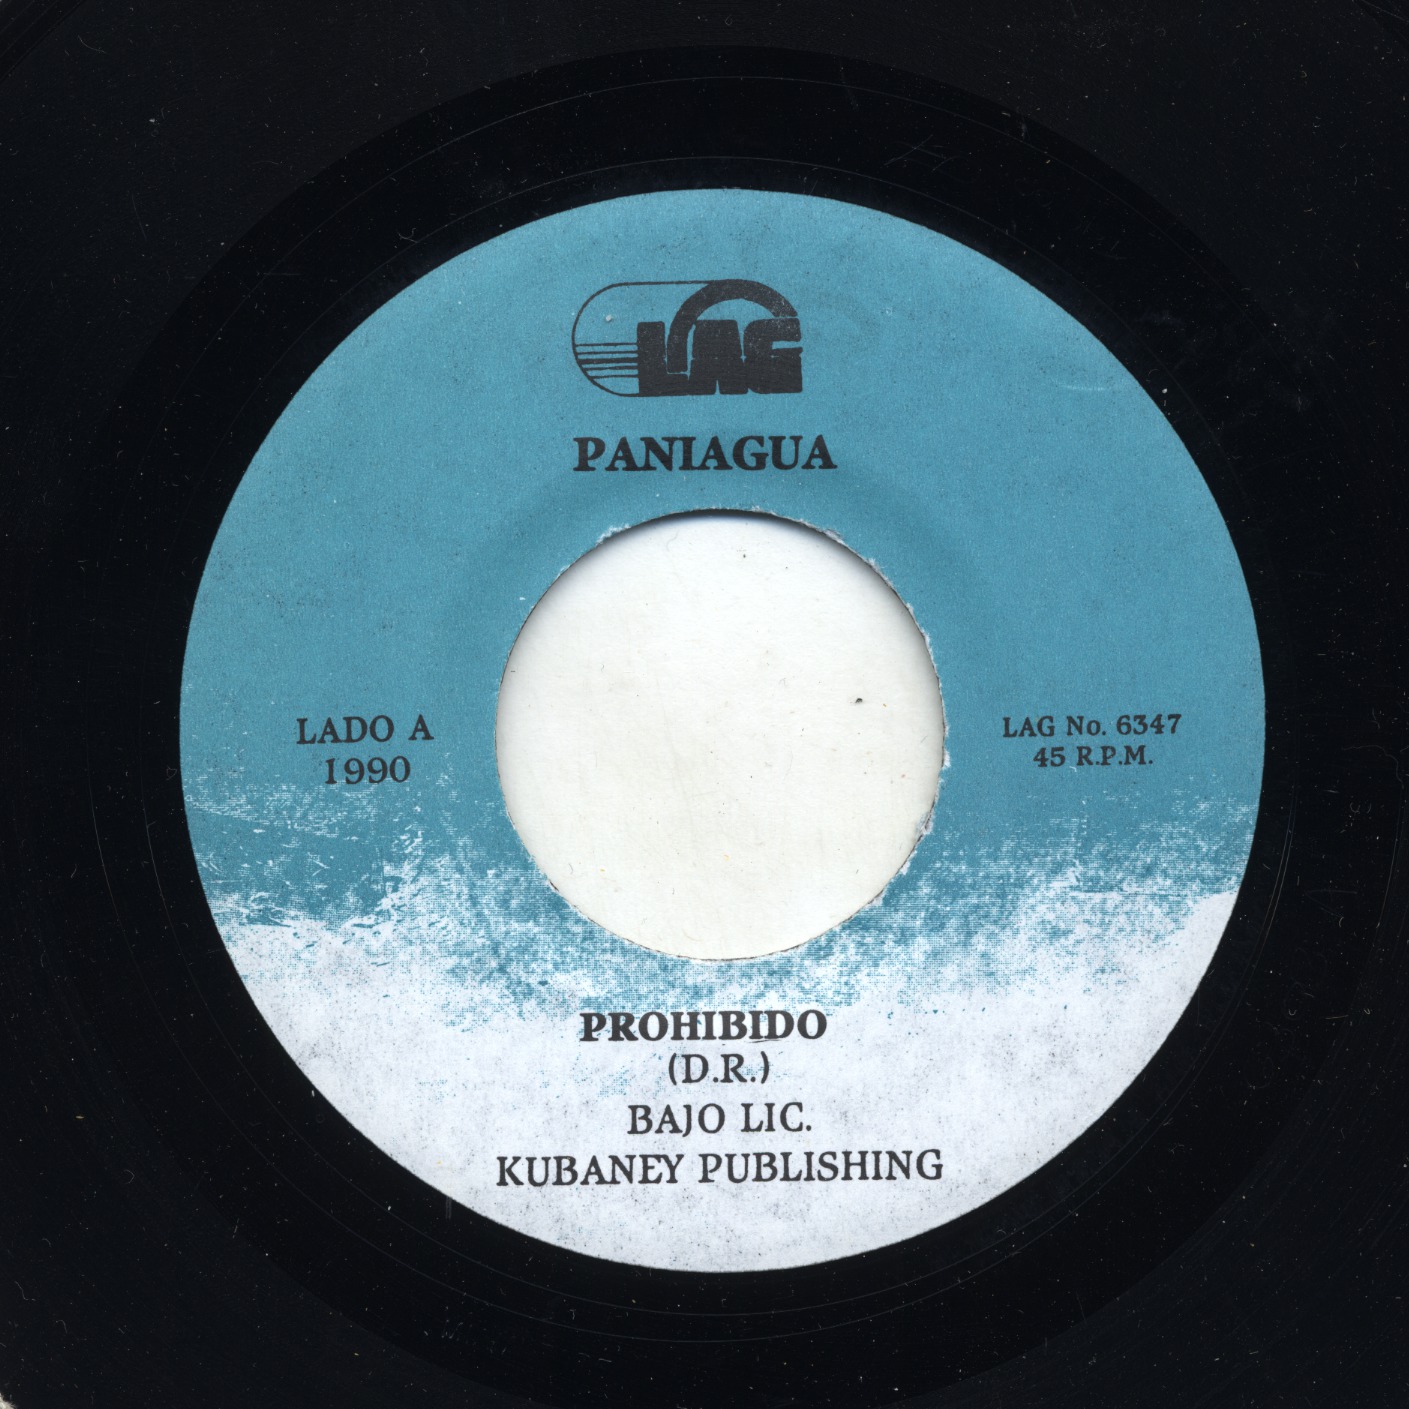 LAG
PANIAGUA
LADO A
1990
LAG No. 6347
45 R.P.M.
PROHIBIDO
(D.R.)
BAJO LIC.
KUBANEY PUBLISHING